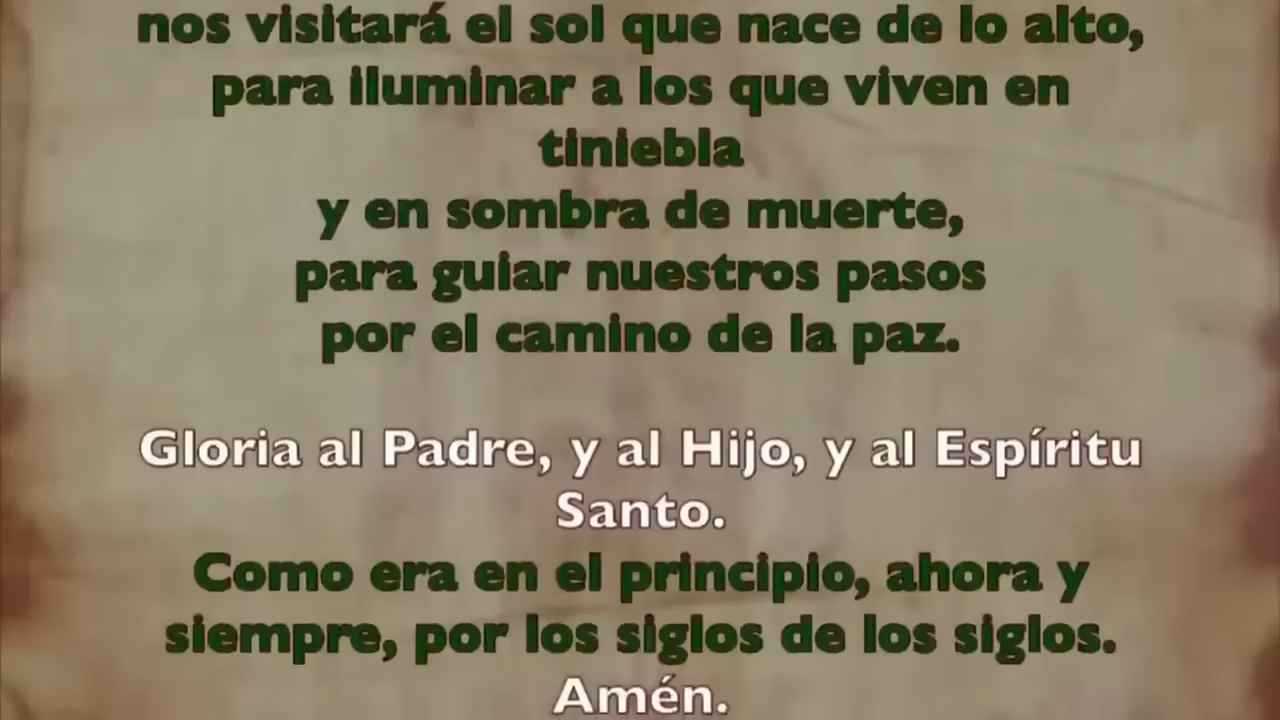 nos visitará el sol que nace de lo alto,
para iluminar a los que viven en
tiniebla
y en sombra de muerte,
para guiar nuestros pasos
por el camino de la paz.
Gloria al Padre, y al Hijo, y al Espíritu
Santo.
Como era en el principio, ahora y
siempre, por los siglos de los siglos.
Amén.